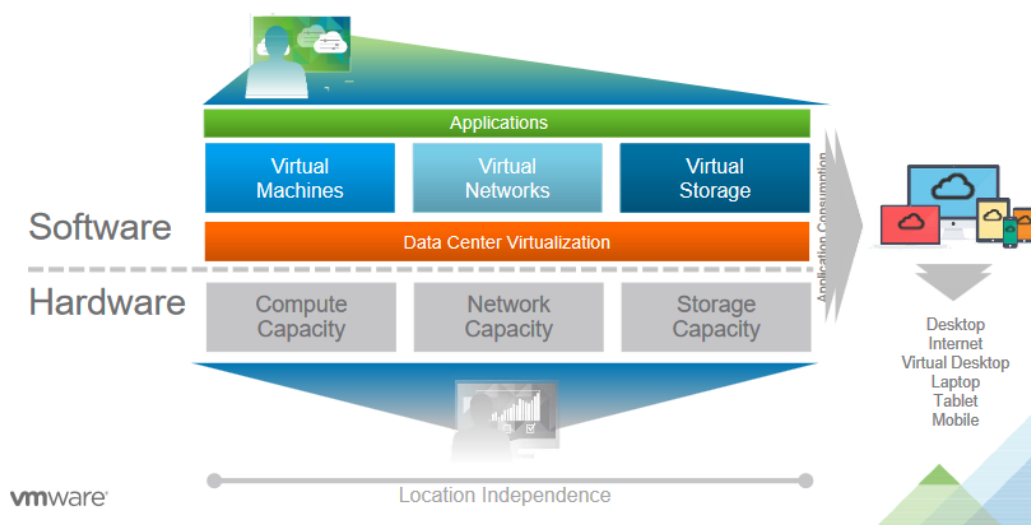 Applications
Virtual
Machines
Virtual
Networks
Virtual
Storage
Software
Data Center Virtualization
Hardware
Compute
Capacity
Network
Capacity
Storage
Capacity
Application Consumption
Desktop
Internet
Virtual Desktop
Laptop
Tablet
Mobile
Location Independence
vmware